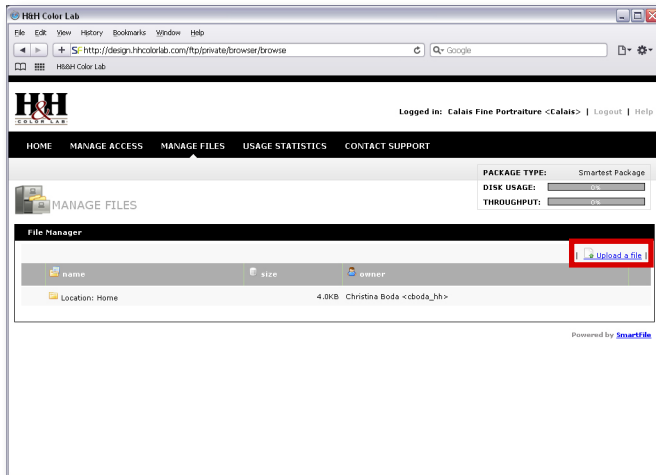 H&H Color Lab
File Edit View History Bookmarks Window Help
http://design.hhcolorlab.com/ftp/private/browser/browse
Google
H&H Color Lab
H&H
COLOR LAB
Logged in: Calais Fine Portraiture <Calais> | Logout | Help
HOME MANAGE ACCESS MANAGE FILES USAGE STATISTICS CONTACT SUPPORT
PACKAGE TYPE: Smartest Package
DISK USAGE: 0%
THROUGHPUT: 0%
MANAGE FILES
File Manager
| Upload a file |
name size owner
Location: Home 4.0KB Christina Boda <cboda_hh>
Powered by SmartFile